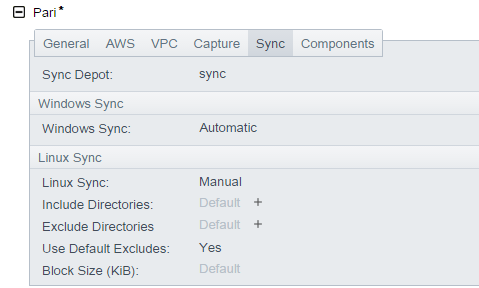 Pari*
General AWS VPC Capture Sync Components
Sync Depot: sync
Windows Sync
Windows Sync: Automatic
Linux Sync
Linux Sync: Manual
Include Directories: Default +
Exclude Directories Default +
Use Default Excludes: Yes
Block Size (KiB): Default